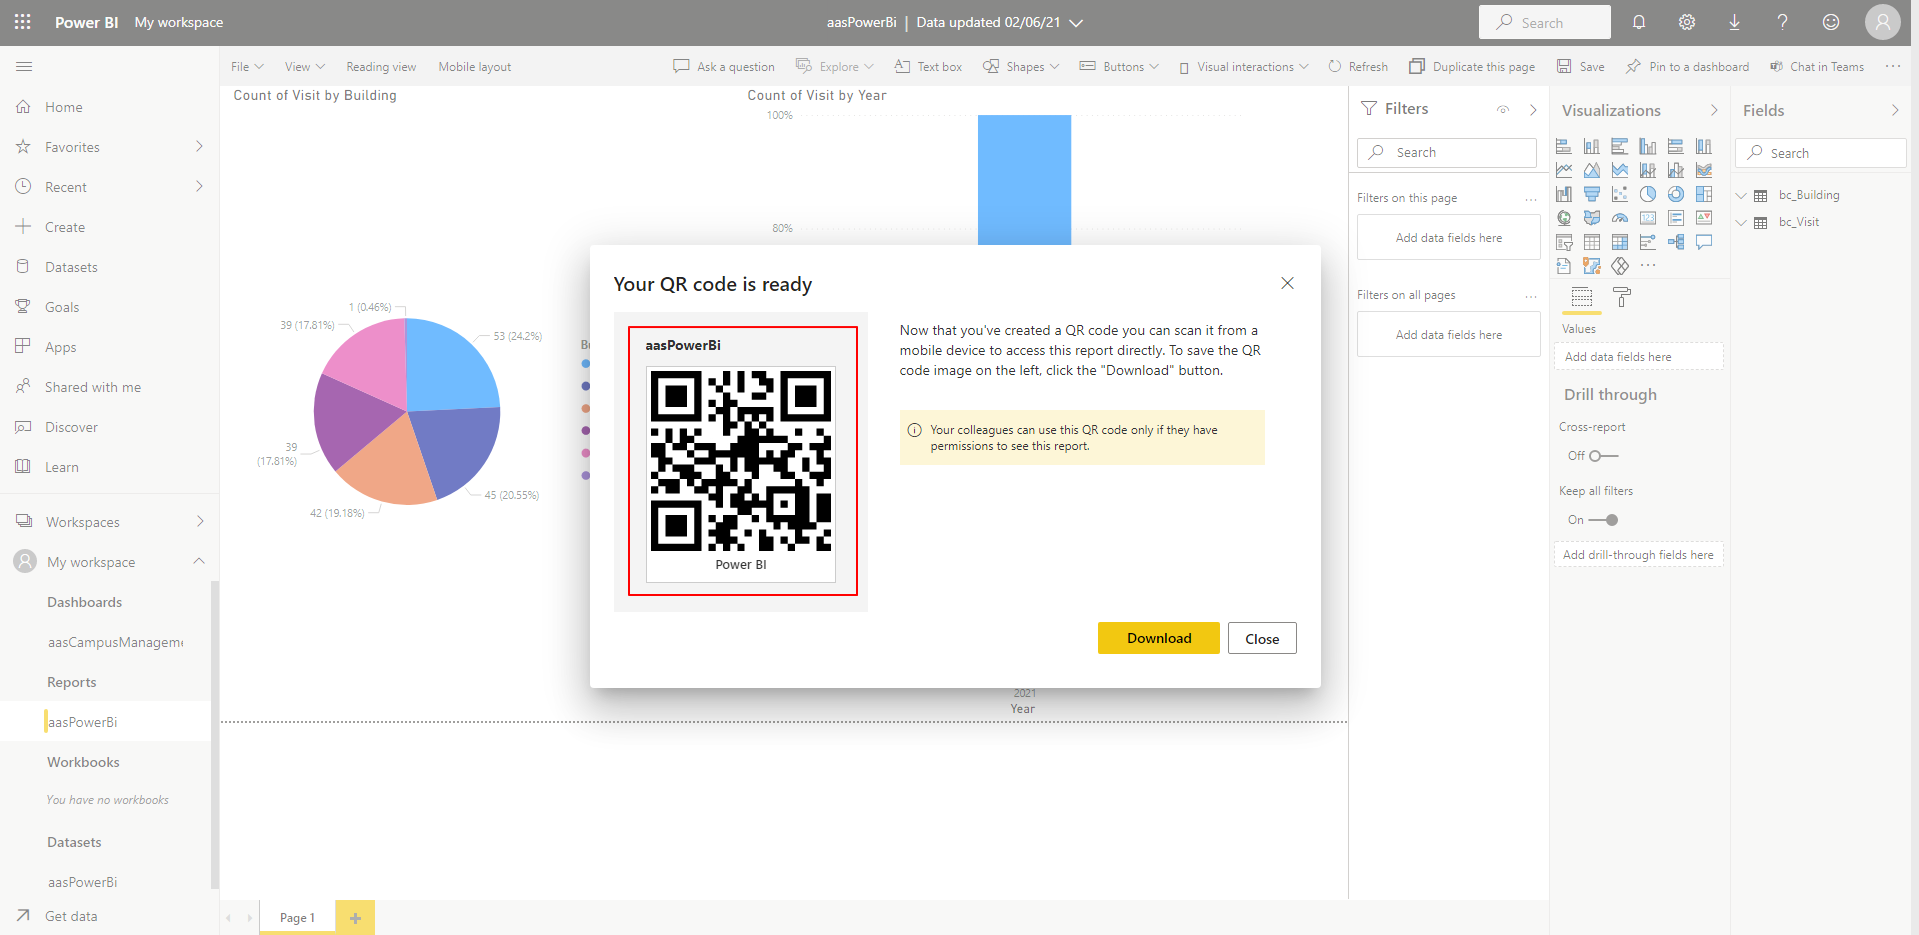 Power BI My workspace
aasPowerBi | Data updated 02/06/21
Search
File View Reading view Mobile layout
Ask a question Explore Text box Shapes Buttons Visual interactions Refresh Duplicate this page Save Pin to a dashboard Chat in Teams ...
Home
Favorites
Recent
Create
Datasets
Goals
Apps
Shared with me
Discover
Learn
Workspaces
My workspace
Dashboards
aasCampusManageme
Reports
aasPowerBi
Workbooks
You have no workbooks
Datasets
aasPowerBi
Get data
Count of Visit by Building
1 (0.46%)
39 (17.81%)
53 (24.2%)
39
(17.81%)
45 (20.55%)
42 (19.18%)
Count of Visit by Year
100%
80%
2021
Year
Your QR code is ready
aasPowerBi
Power BI
Now that you've created a QR code you can scan it from a
mobile device to access this report directly. To save the QR
code image on the left, click the "Download" button.
Your colleagues can use this QR code only if they have
permissions to see this report.
Download
Close
Page 1
Filters
Search
Filters on this page ...
Add data fields here
Filters on all pages ...
Add data fields here
Visualizations
Values
Add data fields here
Drill through
Cross-report
Off
Keep all filters
On
Add drill-through fields here
Fields
Search
bc_Building
bc_Visit